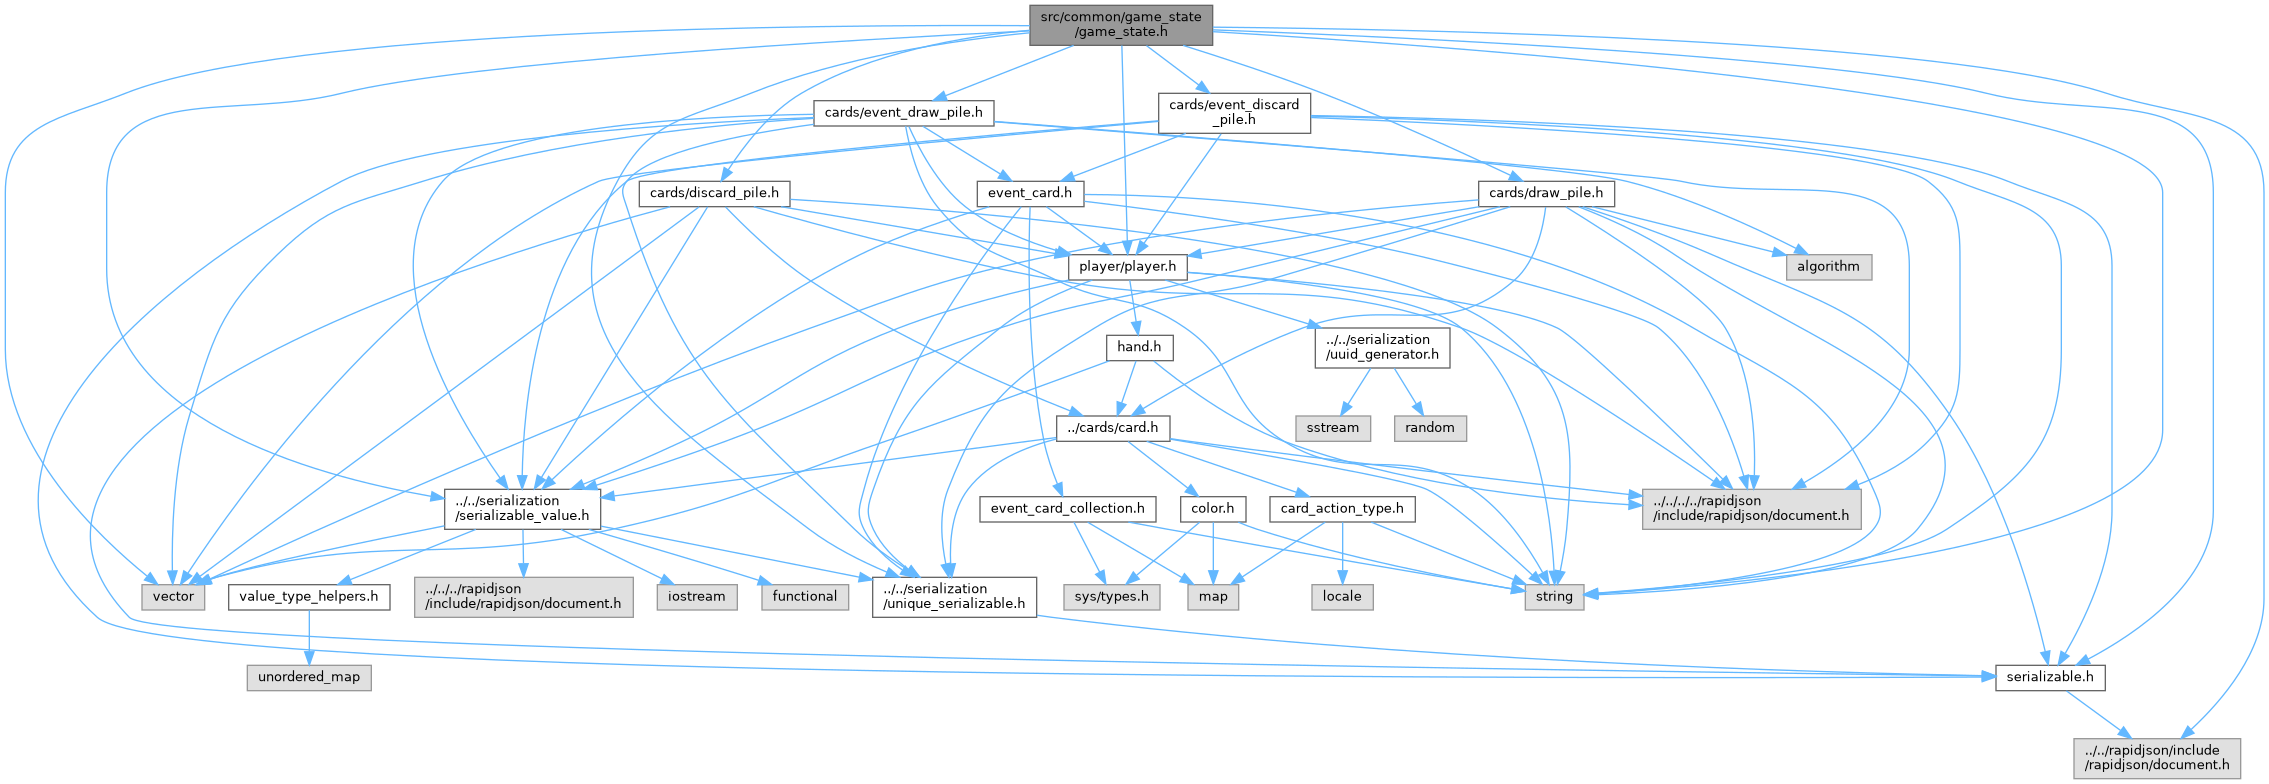 src/common/game_state
/game_state.h
cards/event_draw_pile.h
cards/event_discard
_pile.h
cards/discard_pile.h
event_card.h
cards/draw_pile.h
player/player.h
algorithm
hand.h
../../serialization
/uuid_generator.h
../cards/card.h
sstream
random
../../serialization
/serializable_value.h
event_card_collection.h
color.h
card_action_type.h
../../../../rapidjson
/include/rapidjson/document.h
vector
value_type_helpers.h
../../../rapidjson
/include/rapidjson/document.h
iostream
functional
../../serialization
/unique_serializable.h
sys/types.h
map
locale
string
unordered_map
serializable.h
../../rapidjson/include
/rapidjson/document.h